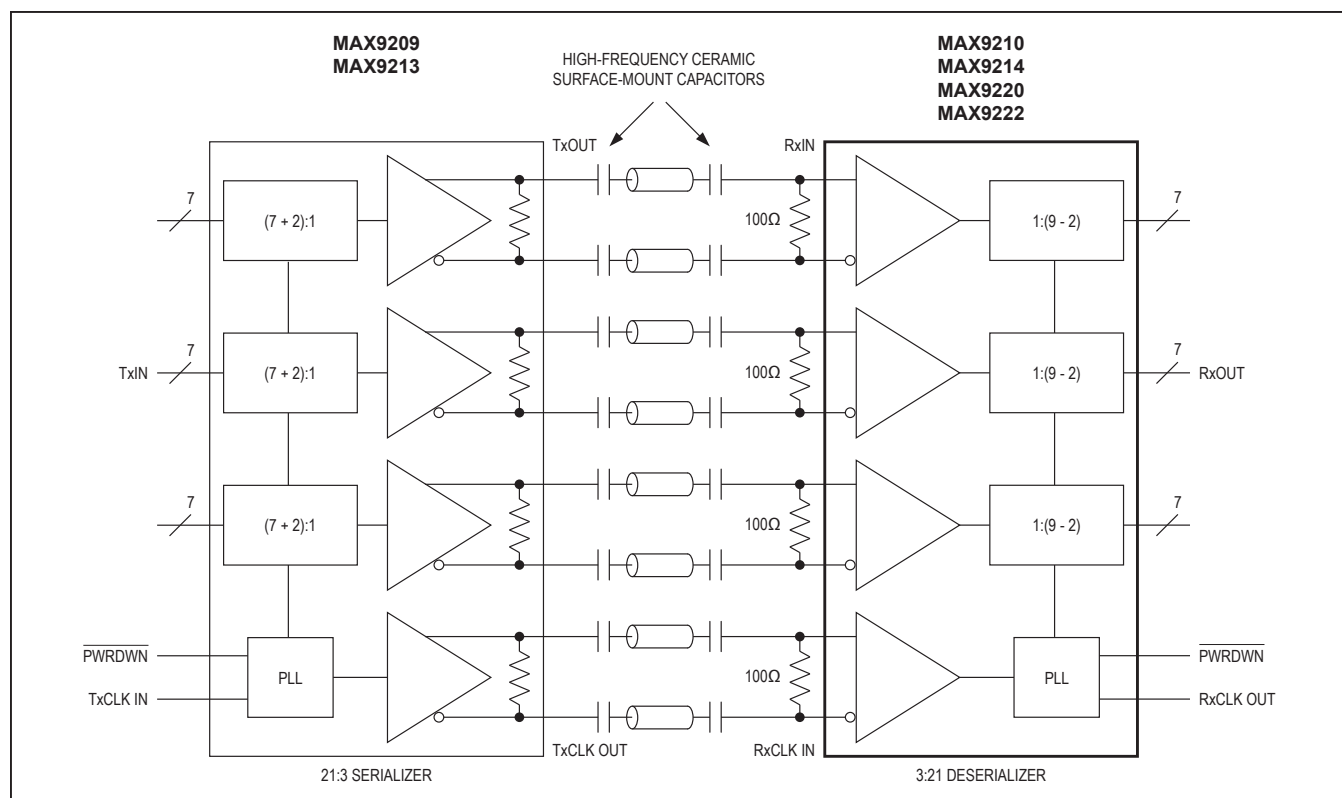 MAX9209
MAX9213
HIGH-FREQUENCY CERAMIC
SURFACE-MOUNT CAPACITORS
MAX9210
MAX9214
MAX9220
MAX9222
TxOUT
RxIN
7
(7 + 2):1
100Ω
1:(9 - 2)
7
TxIN
7
(7 + 2):1
100Ω
1:(9 - 2)
7
RxOUT
7
(7 + 2):1
100Ω
1:(9 - 2)
7
PWRDWN
TxCLK IN
PLL
100Ω
PLL
PWRDWN
RxCLK OUT
TxCLK OUT
RxCLK IN
21:3 SERIALIZER
3:21 DESERIALIZER